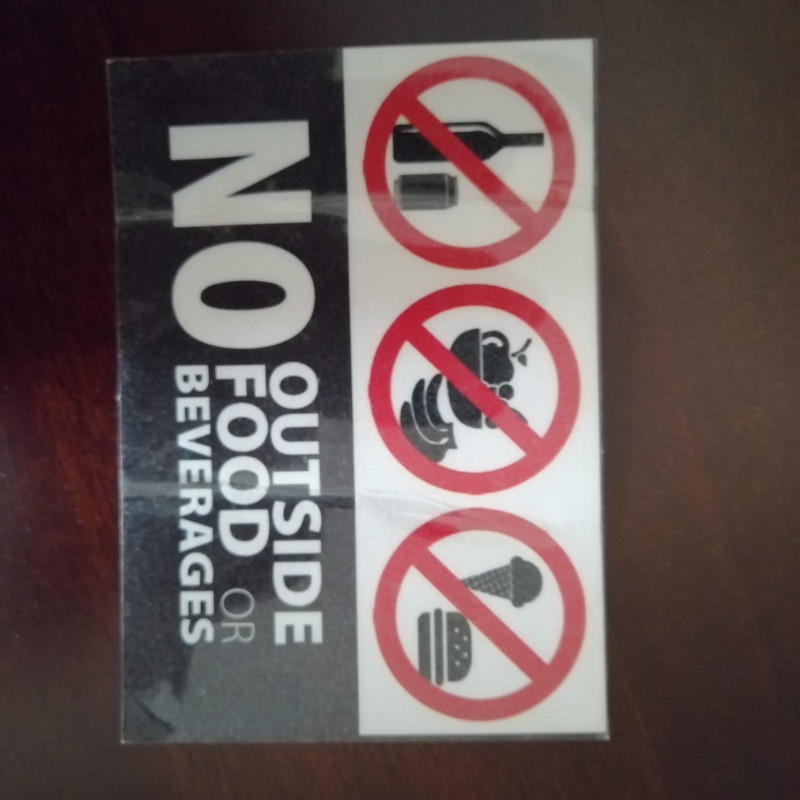 NO
OUTSIDE
FOOD OR
BEVERAGES